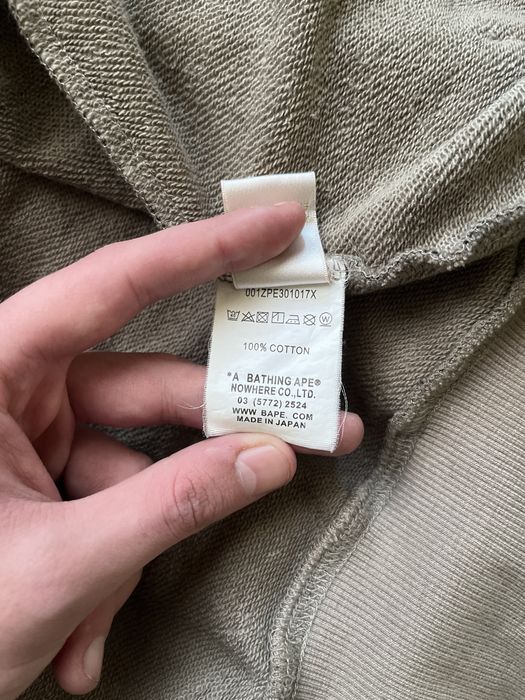 001ZPE301017X
100% COTTON
*A BATHING APE®
NOWHERE CO.,LTD.
03 (5772) 2524
WWW BAPE. COM
MADE IN JAPAN